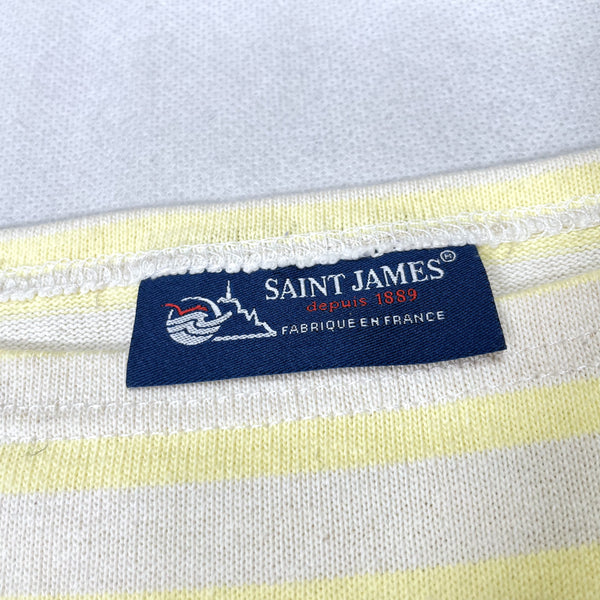 SAINT JAMES®
depuis 1889
FABRIQUE EN FRANCE